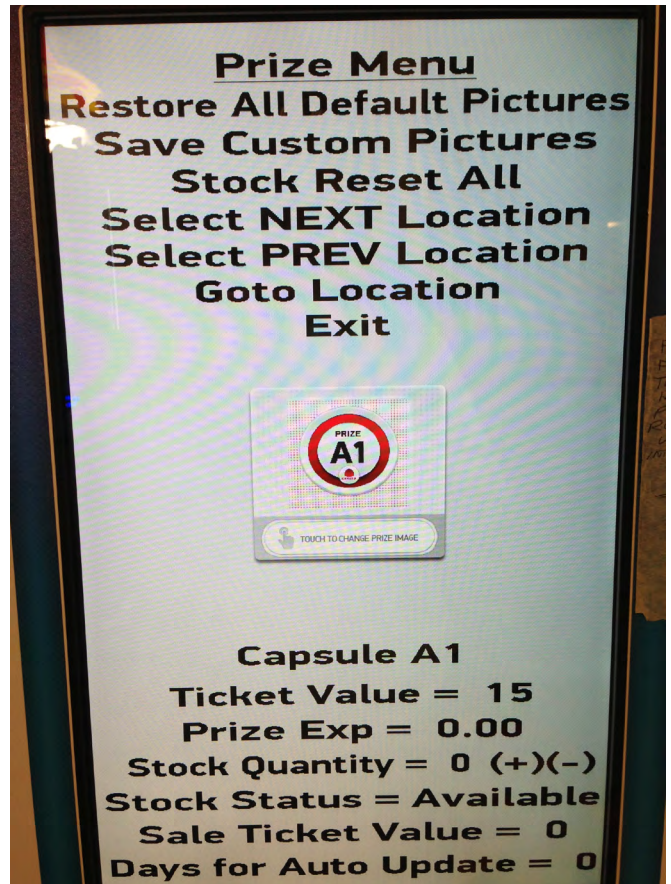 Prize Menu
Restore All Default Pictures
Save Custom Pictures
Stock Reset All
Select NEXT Location
Select PREV Location
Goto Location
Exit
PRIZE
A1
TOUCH TO CHANGE PRIZE IMAGE
Capsule A1
Ticket Value = 15
Prize Exp = 0.00
Stock Quantity = 0 (+)(-)
Stock Status = Available
Sale Ticket Value = 0
Days for Auto Update = 0